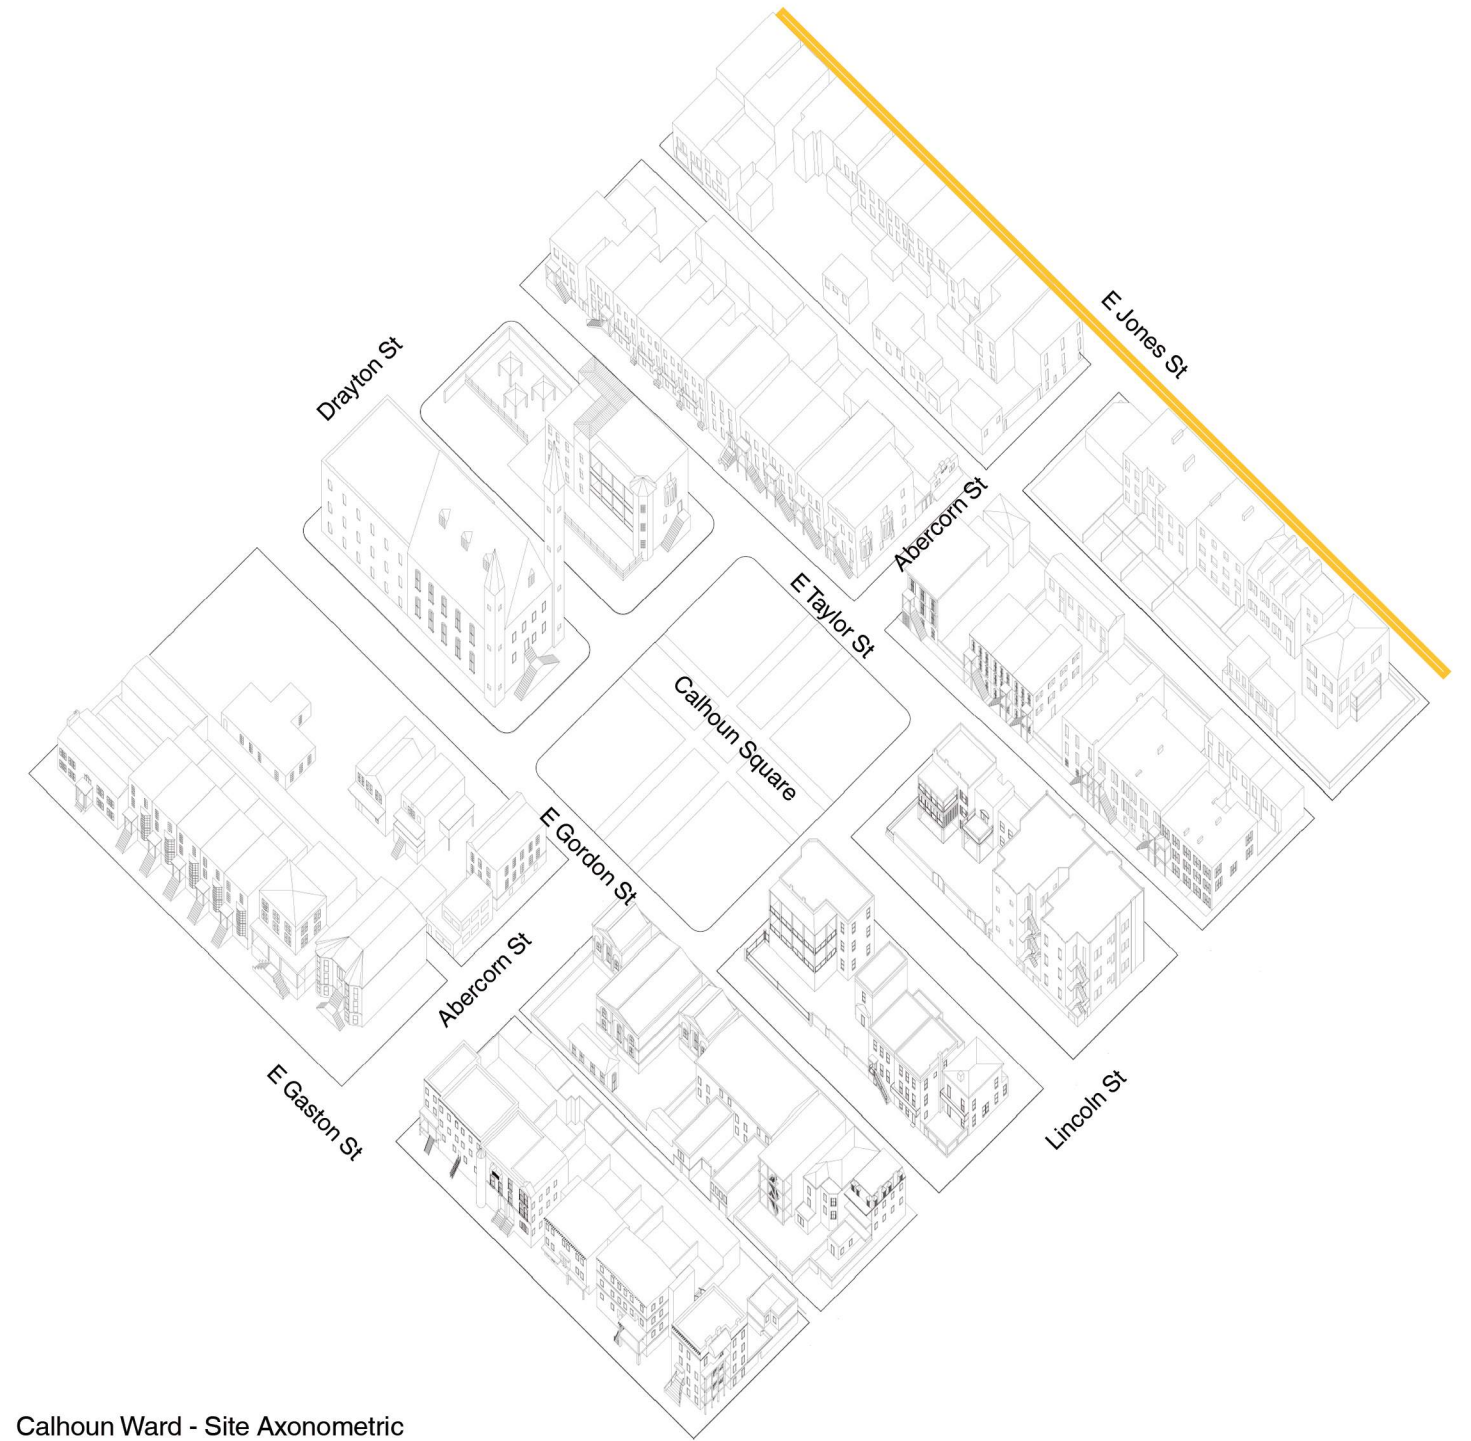 E Jones St
Drayton St
Abercorn St
E Taylor St
Calhoun Square
E Gordon St
Abercorn St
E Gaston St
Lincoln St
Calhoun Ward - Site Axonometric